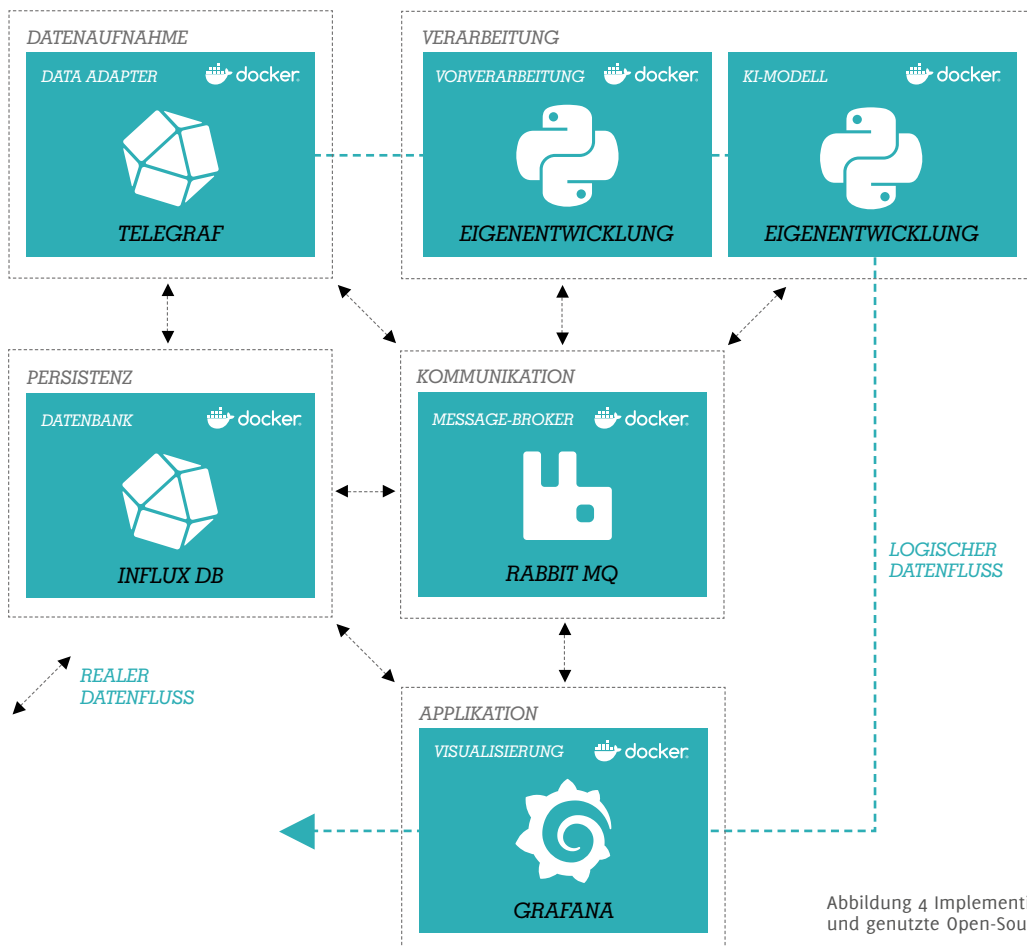 DATENAUFNAHME
DATA ADAPTER
docker
TELEGRAF
VERARBEITUNG
VORVERARBEITUNG
docker
EIGENENTWICKLUNG
KI-MODELL
docker
EIGENENTWICKLUNG
PERSISTENZ
DATENBANK
docker
INFLUX DB
KOMMUNIKATION
MESSAGE-BROKER
docker
RABBIT MQ
LOGISCHER
DATENFLUSS
REALER
DATENFLUSS
APPLIKATION
VISUALISIERUNG
docker
GRAFANA
Abbildung 4 Implementi
und genutzte Open-Sou